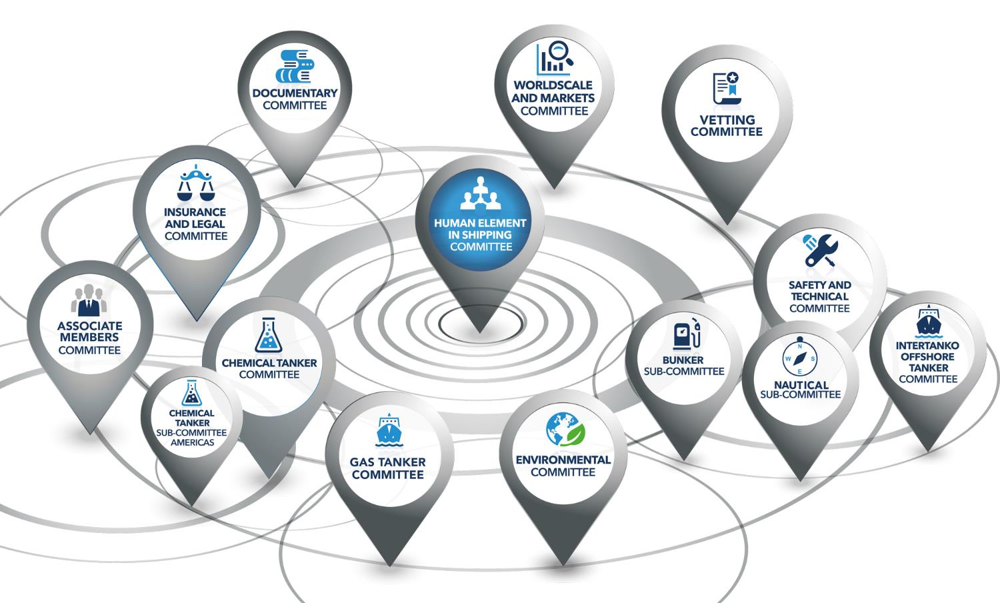 DOCUMENTARY
COMMITTEE
WORLDSCALE
AND MARKETS
COMMITTEE
VETTING
COMMITTEE
INSURANCE
AND LEGAL
COMMITTEE
HUMAN ELEMENT
IN SHIPPING
COMMITTEE
SAFETY AND
TECHNICAL
COMMITTEE
ASSOCIATE
MEMBERS
COMMITTEE
CHEMICAL TANKER
COMMITTEE
BUNKER
SUB-COMMITTEE
N
W S
E
NAUTICAL
SUB-COMMITTEE
INTERTANKO
OFFSHORE
TANKER
COMMITTEE
CHEMICAL
TANKER
SUB-COMMITTEE
AMERICAS
GAS TANKER
COMMITTEE
ENVIRONMENTAL
COMMITTEE